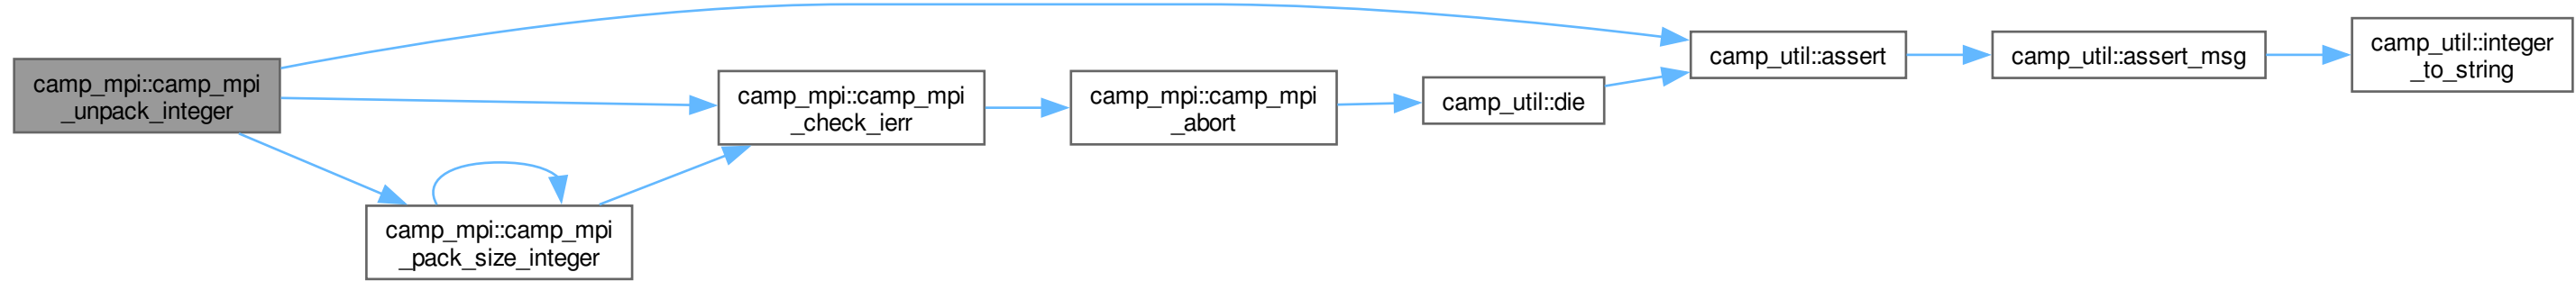 camp_mpi::camp_mpi
_unpack_integer
camp_mpi::camp_mpi
_check_ierr
camp_mpi::camp_mpi
_pack_size_integer
camp_mpi::camp_mpi
_abort
camp_util::die
camp_util::assert
camp_util::assert_msg
camp_util::integer
_to_string